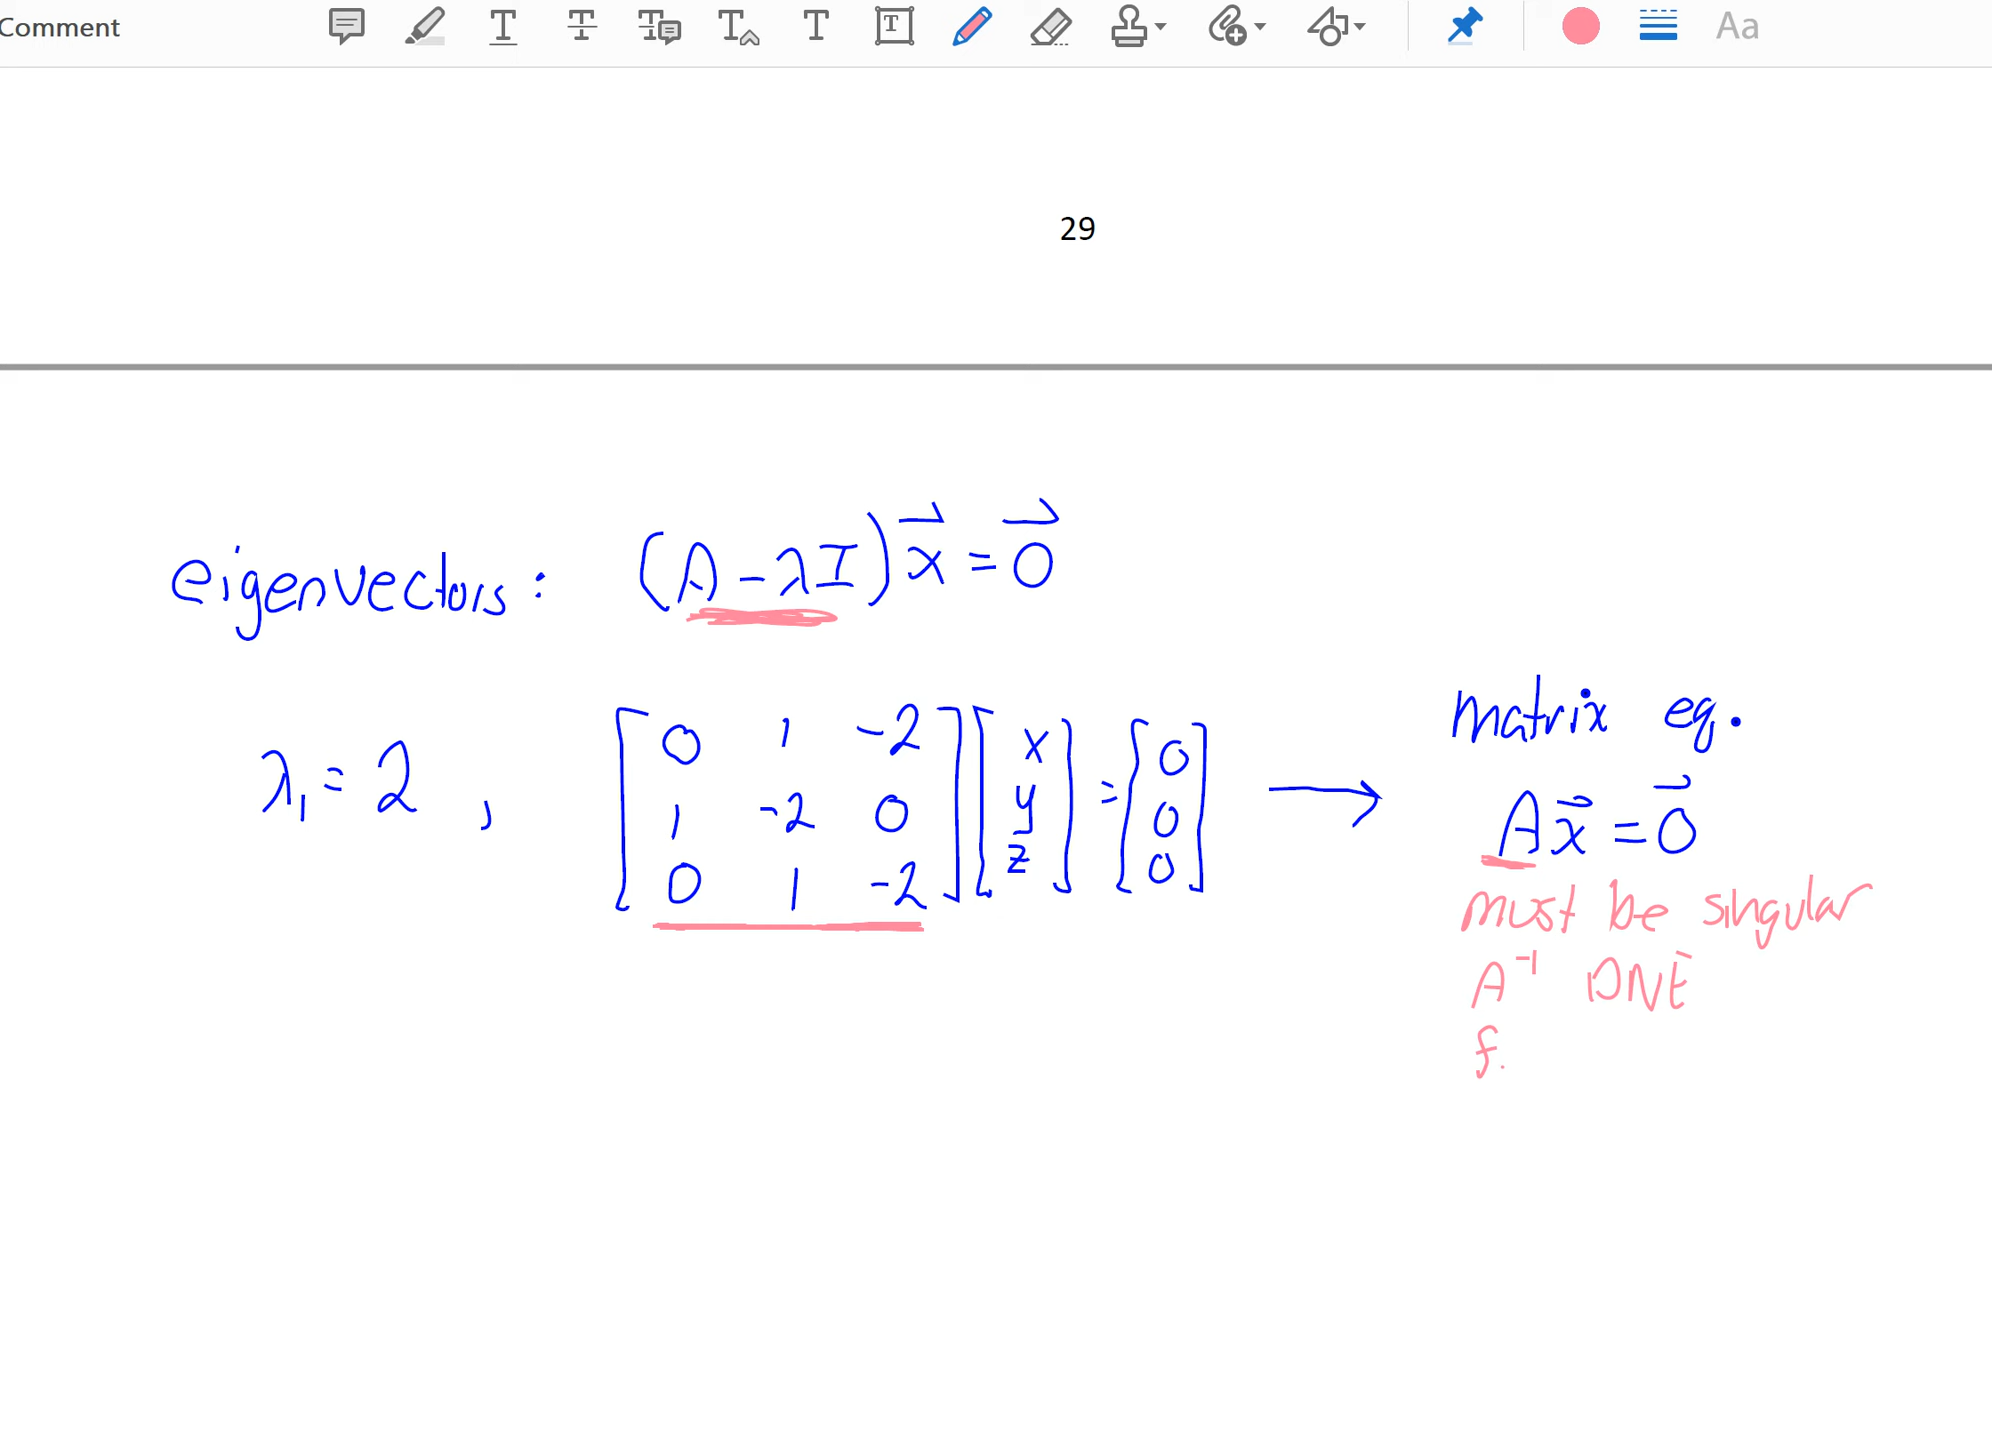 Comment
29
eigenvectors: (A - λI)x⃗ = 0⃗
λ₁ = 2 , [0 1 -2; 1 -2 0; 0 1 -2] [x; y; z] = [0; 0; 0] → matrix eq.
Ax⃗ = 0⃗
must be singular
A⁻¹ DNE
f.